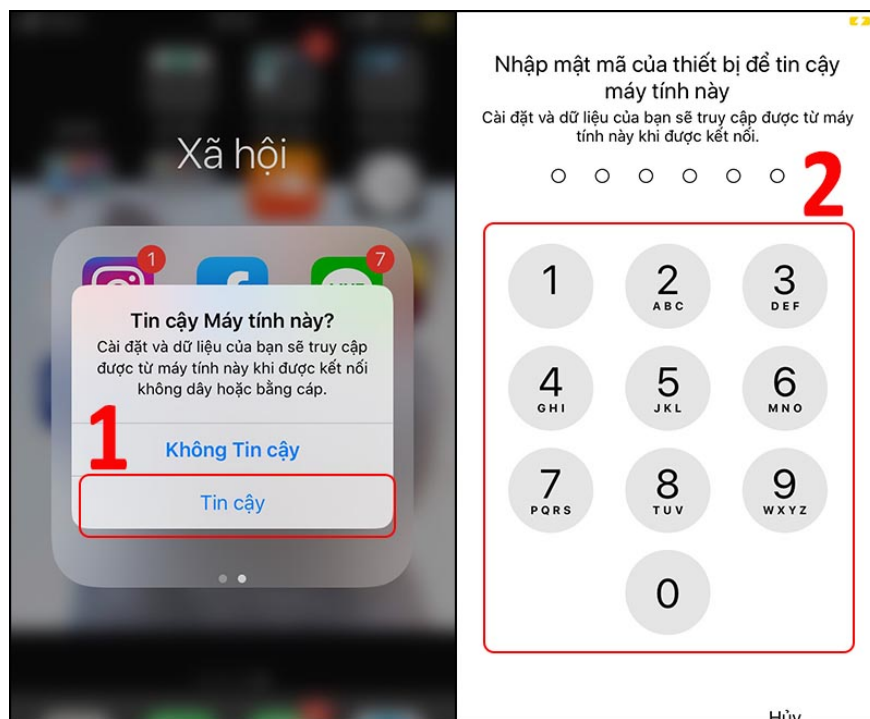 Xã hội
1
7
Tin cậy Máy tính này?
Cài đặt và dữ liệu của bạn sẽ truy cập
được từ máy tính này khi được kết nối
không dây hoặc bằng cáp.
1
Không Tin cậy
Tin cậy
Nhập mật mã của thiết bị để tin cậy
máy tính này
Cài đặt và dữ liệu của bạn sẽ truy cập được từ máy
tính này khi được kết nối.
2
1 2 3
ABC DEF
4 5 6
GHI JKL MNO
7 8 9
PQRS TUV WXYZ
0
Hủy